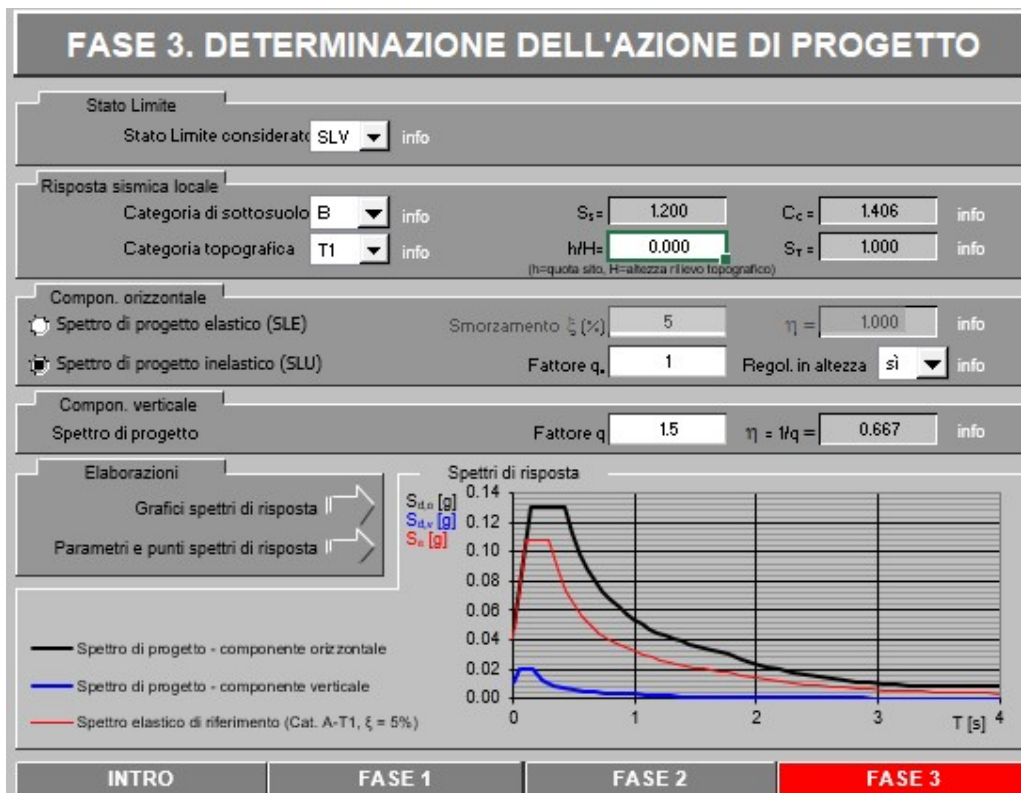 FASE 3. DETERMINAZIONE DELL'AZIONE DI PROGETTO
Stato Limite
Stato Limite considerato SLV info
Risposta sismica locale
Categoria di sottosuolo B info Ss = 1.200 Cc = 1.406 info
Categoria topografica T1 info h/H= 0.000 ST = 1.000 info
(h=quota sito, H=altezza rilievo topografico)
Compon. orizzontale
Spettro di progetto elastico (SLE) Smorzamento ξ (%) 5 η = 1.000 info
Spettro di progetto inelastico (SLU) Fattore qo 1 Regol. in altezza sì info
Compon. verticale
Spettro di progetto Fattore q 1.5 η = 1/q = 0.667 info
Elaborazioni
Grafici spettri di risposta
Parametri e punti spettri di risposta
Spettri di risposta
Sd,o [g]
Sd,v [g]
Se [g]
0.14
0.12
0.10
0.08
0.06
0.04
0.02
0.00
0 1 2 3 T [s] 4
Spettro di progetto - componente orizzontale
Spettro di progetto - componente verticale
Spettro elastico di riferimento (Cat. A-T1, ξ = 5%)
INTRO FASE 1 FASE 2 FASE 3